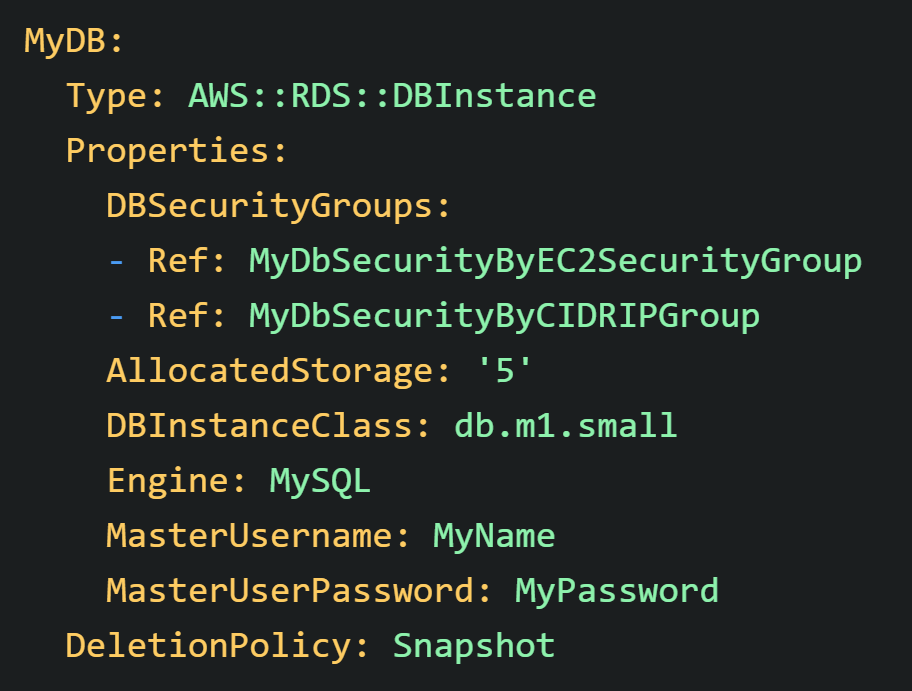 MyDB:
  Type: AWS::RDS::DBInstance
  Properties:
    DBSecurityGroups:
    - Ref: MyDbSecurityByEC2SecurityGroup
    - Ref: MyDbSecurityByCIDRIPGroup
    AllocatedStorage: '5'
    DBInstanceClass: db.m1.small
    Engine: MySQL
    MasterUsername: MyName
    MasterUserPassword: MyPassword
  DeletionPolicy: Snapshot